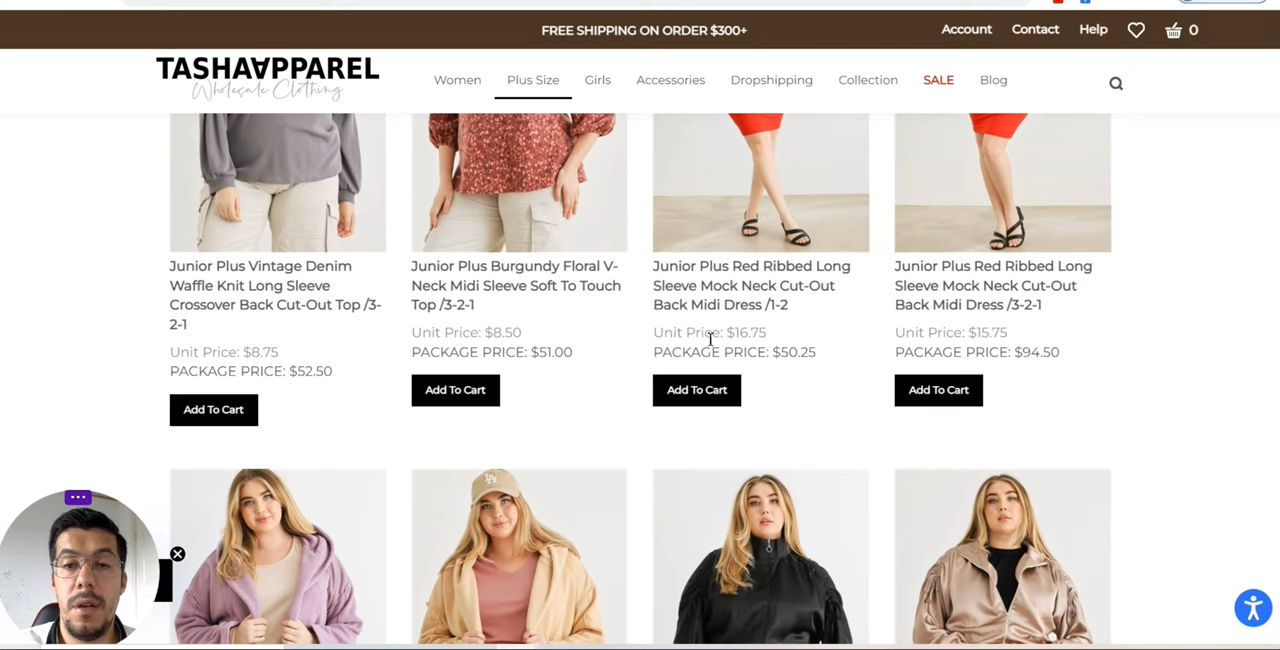 FREE SHIPPING ON ORDER $300+
Account Contact Help 0
TASHA∀PPAREL
Wholesale Clothing
Women Plus Size Girls Accessories Dropshipping Collection SALE Blog
Junior Plus Vintage Denim
Waffle Knit Long Sleeve
Crossover Back Cut-Out Top /3-
2-1
Unit Price: $8.75
PACKAGE PRICE: $52.50
Add To Cart
Junior Plus Burgundy Floral V-
Neck Midi Sleeve Soft To Touch
Top /3-2-1
Unit Price: $8.50
PACKAGE PRICE: $51.00
Add To Cart
Junior Plus Red Ribbed Long
Sleeve Mock Neck Cut-Out
Back Midi Dress /1-2
Unit Price: $16.75
PACKAGE PRICE: $50.25
Add To Cart
Junior Plus Red Ribbed Long
Sleeve Mock Neck Cut-Out
Back Midi Dress /3-2-1
Unit Price: $15.75
PACKAGE PRICE: $94.50
Add To Cart
LA